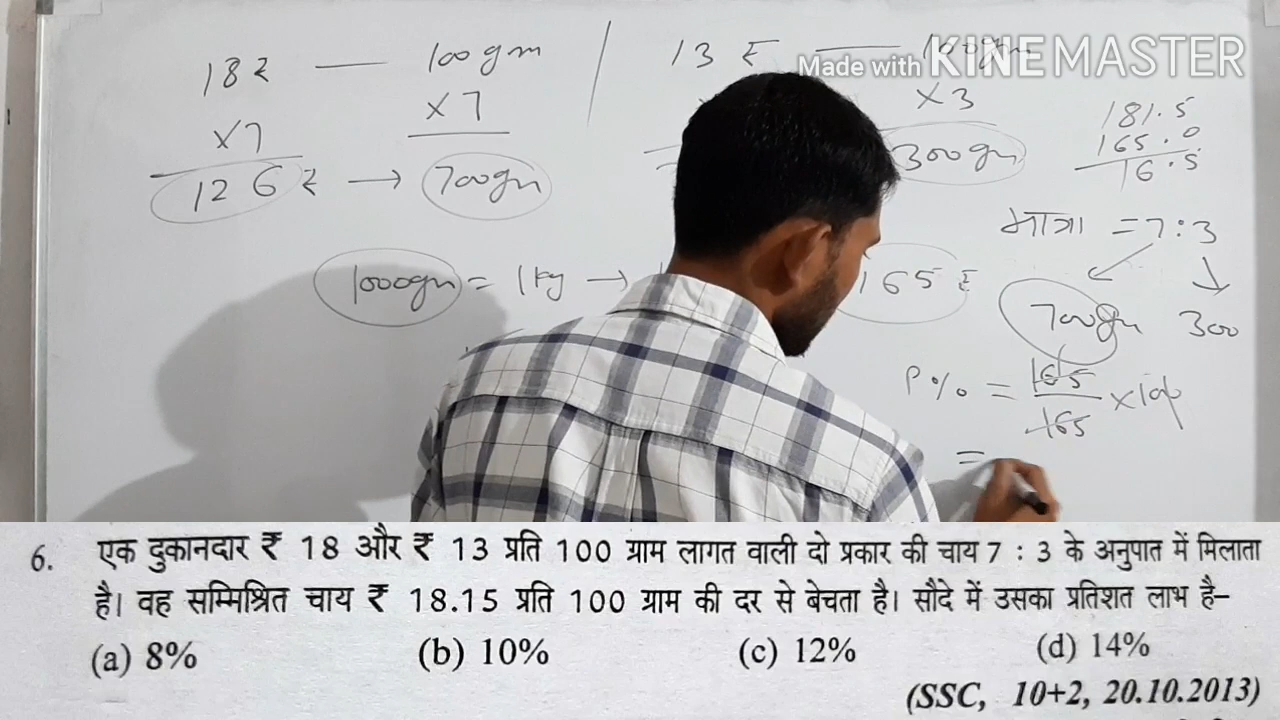 Made with KINEMASTER
18₹ — 100gm
×7 ×7
126₹ → 700gm
13 ₹ —
×3
300gm
181.5
165.0
16.5
मात्रा = 7:3
700gm 300
1000gm = 1kg →
165 ₹
P% = 165/165 ×100
=
6. एक दुकानदार ₹ 18 और ₹ 13 प्रति 100 ग्राम लागत वाली दो प्रकार की चाय 7 : 3 के अनुपात में मिलाता
है। वह सम्मिश्रित चाय ₹ 18.15 प्रति 100 ग्राम की दर से बेचता है। सौदे में उसका प्रतिशत लाभ है–
(a) 8% (b) 10% (c) 12% (d) 14%
(SSC, 10+2, 20.10.2013)